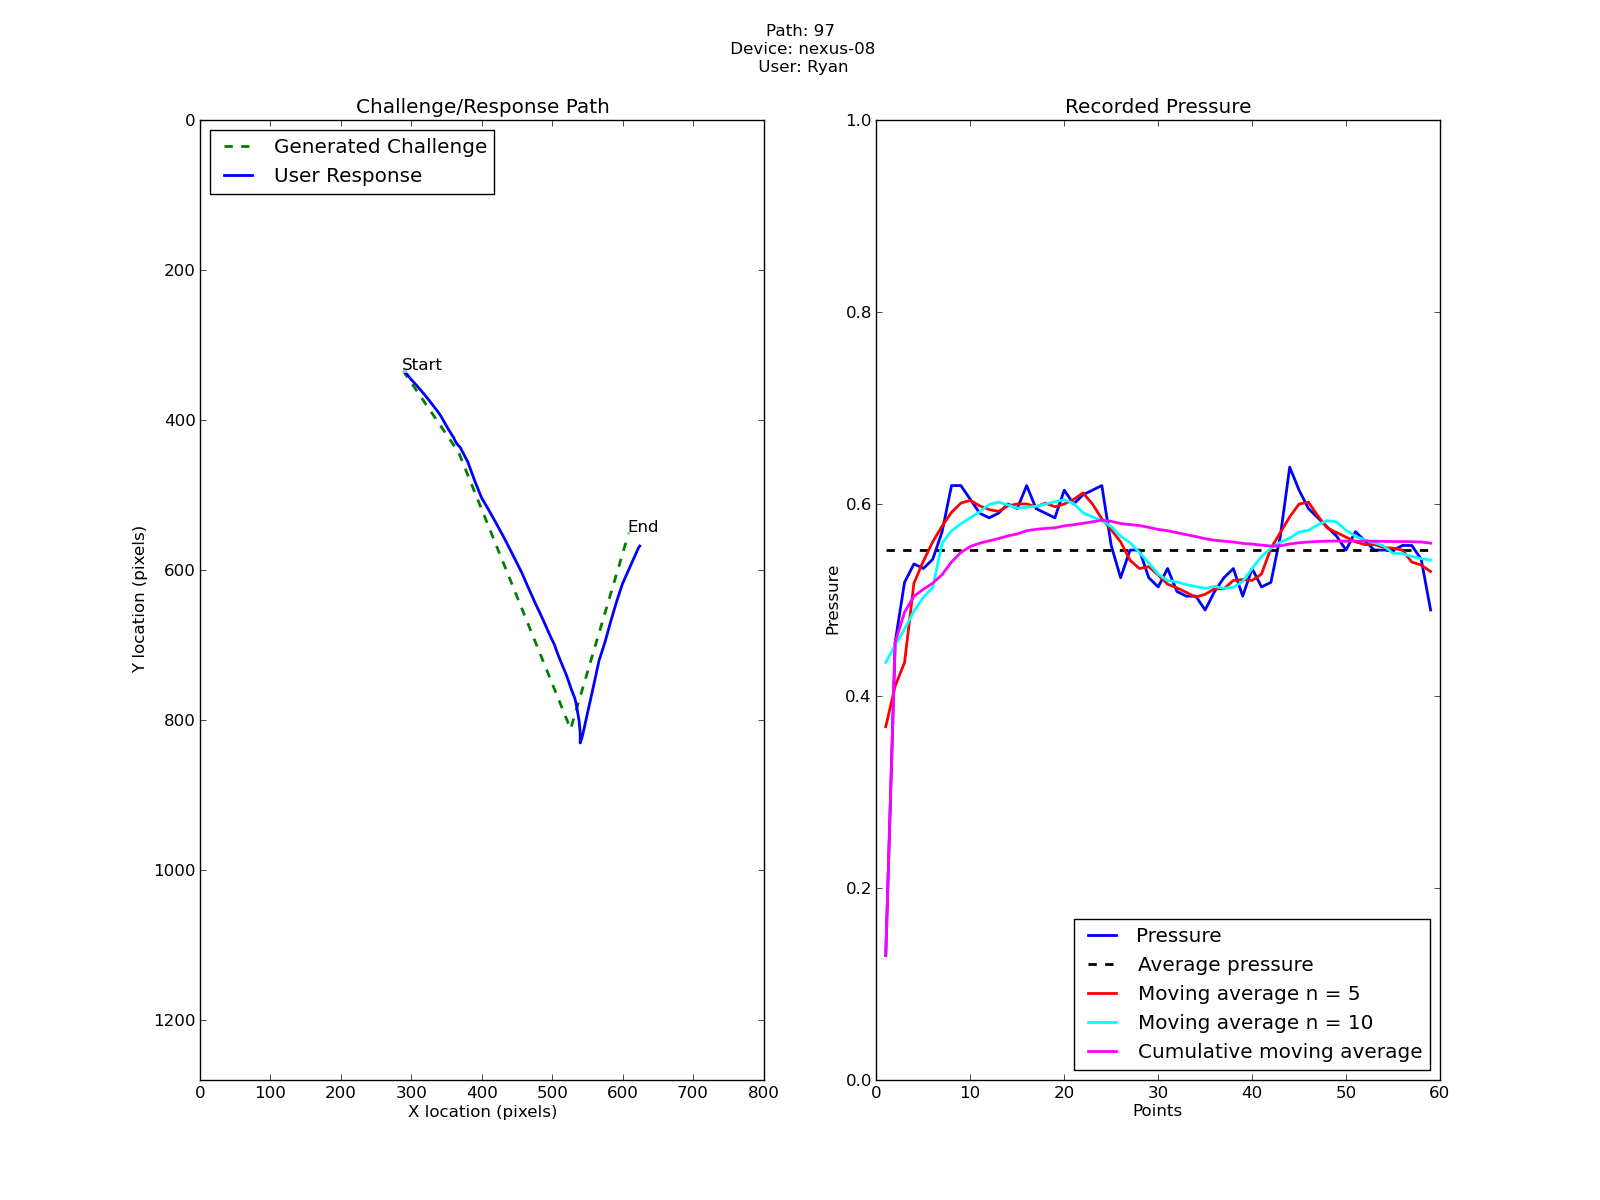 Path: 97
Device: nexus-08
User: Ryan
Challenge/Response Path
0
200
400
600
800
1000
1200
Y location (pixels)
Generated Challenge
User Response
Start
End
0 100 200 300 400 500 600 700 800
X location (pixels)
Recorded Pressure
1.0
0.8
0.6
0.4
0.2
0.0
Pressure
Pressure
Average pressure
Moving average n = 5
Moving average n = 10
Cumulative moving average
0 10 20 30 40 50 60
Points